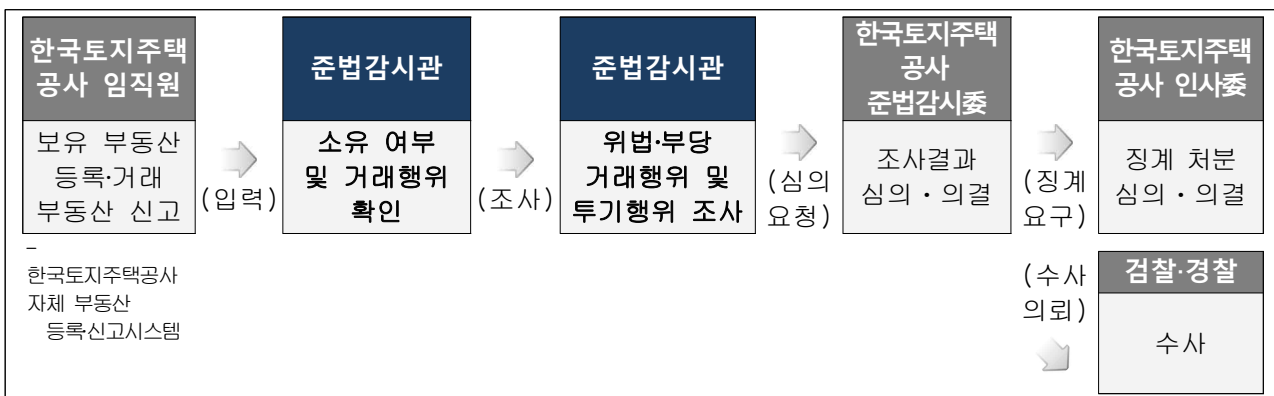 한국토지주택
공사 임직원
보유 부동산
등록·거래
부동산 신고
–
한국토지주택공사
자체 부동산
등록·신고시스템
(입력)
준법감시관
소유 여부
및 거래행위
확인
(조사)
준법감시관
위법·부당
거래행위 및
투기행위 조사
(심의
요청)
한국토지주택
공사
준법감시委
조사결과
심의・의결
(징계
요구)
한국토지주택
공사 인사委
징계 처분
심의・의결
(수사
의뢰)
검찰·경찰
수사